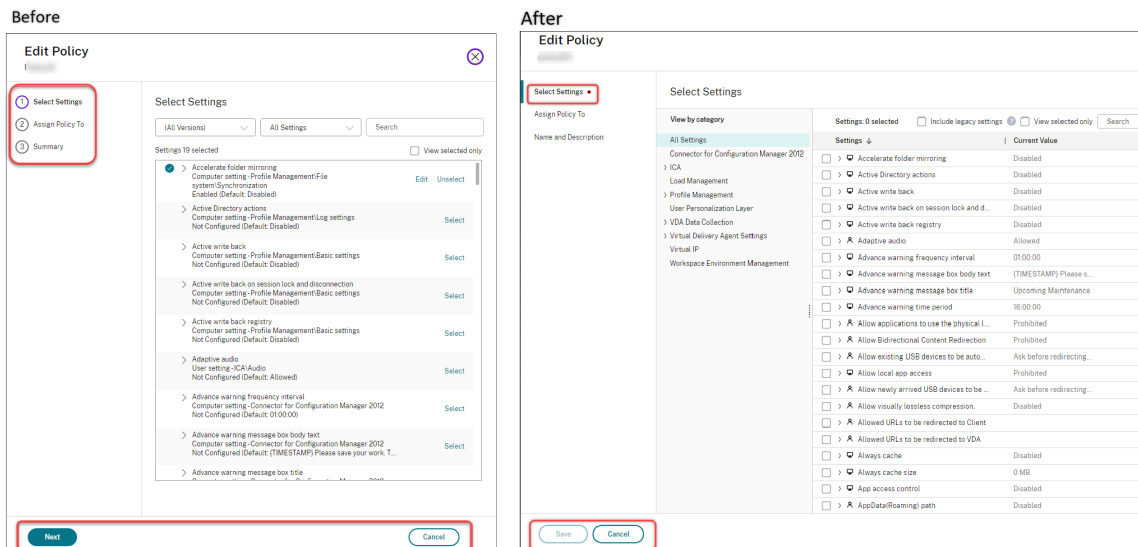 Before
Edit Policy
1 Select Settings
2 Assign Policy To
3 Summary
Select Settings
(All Versions)
All Settings
Search
Settings 19 selected
View selected only
Accelerate folder mirroring
Computer setting - Profile Management\File
system\Synchronization
Enabled (Default: Disabled)
Edit Unselect
Active Directory actions
Computer setting - Profile Management\Log settings
Not Configured (Default: Disabled)
Select
Active write back
Computer setting - Profile Management\Basic settings
Not Configured (Default: Disabled)
Select
Active write back on session lock and disconnection
Computer setting - Profile Management\Basic settings
Not Configured (Default: Disabled)
Select
Active write back registry
Computer setting - Profile Management\Basic settings
Not Configured (Default: Disabled)
Select
Adaptive audio
User setting - ICA\Audio
Not Configured (Default: Allowed)
Select
Advance warning frequency interval
Computer setting - Connector for Configuration Manager 2012
Not Configured (Default: 01:00:00)
Select
Advance warning message box body text
Computer setting - Connector for Configuration Manager 2012
Not Configured (Default: {TIMESTAMP} Please save your work. T...
Select
Advance warning message box title
Next
Cancel
After
Edit Policy
Select Settings
Assign Policy To
Name and Description
Select Settings
View by category
All Settings
Connector for Configuration Manager 2012
ICA
Load Management
Profile Management
User Personalization Layer
VDA Data Collection
Virtual Delivery Agent Settings
Virtual IP
Workspace Environment Management
Settings: 0 selected Include legacy settings ? View selected only Search
Settings ↓ Current Value
Accelerate folder mirroring Disabled
Active Directory actions Disabled
Active write back Disabled
Active write back on session lock and d... Disabled
Active write back registry Disabled
Adaptive audio Allowed
Advance warning frequency interval 01:00:00
Advance warning message box body text {TIMESTAMP} Please s...
Advance warning message box title Upcoming Maintenance
Advance warning time period 16:00:00
Allow applications to use the physical l... Prohibited
Allow Bidirectional Content Redirection Prohibited
Allow existing USB devices to be auto... Ask before redirecting...
Allow local app access Prohibited
Allow newly arrived USB devices to be ... Ask before redirecting...
Allow visually lossless compression. Disabled
Allowed URLs to be redirected to Client
Allowed URLs to be redirected to VDA
Always cache Disabled
Always cache size 0 MB
App access control Disabled
AppData(Roaming) path Disabled
Save
Cancel